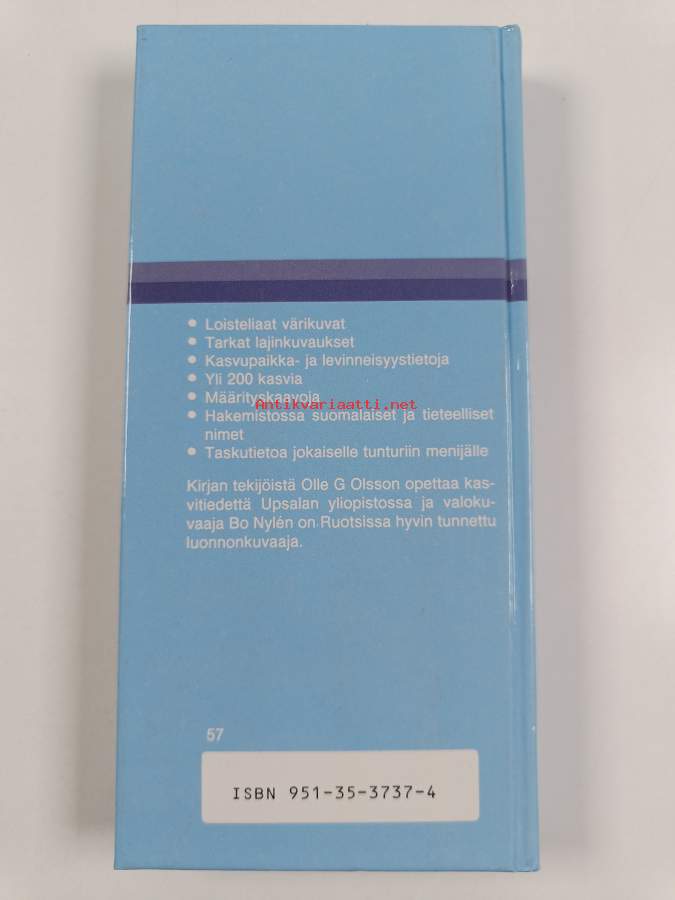 • Loisteliaat värikuvat
• Tarkat lajinkuvaukset
• Kasvupaikka- ja levinneisyystietoja
• Yli 200 kasvia
• Määrityskaavoja
Antikvariaatti.net
• Hakemistossa suomalaiset ja tieteelliset
nimet
• Taskutietoa jokaiselle tunturiin menijälle
Kirjan tekijöistä Olle G Olsson opettaa kas-
vitiedettä Upsalan yliopistossa ja valoku-
vaaja Bo Nylén on Ruotsissa hyvin tunnettu
luonnonkuvaaja.
57
ISBN 951-35-3737-4